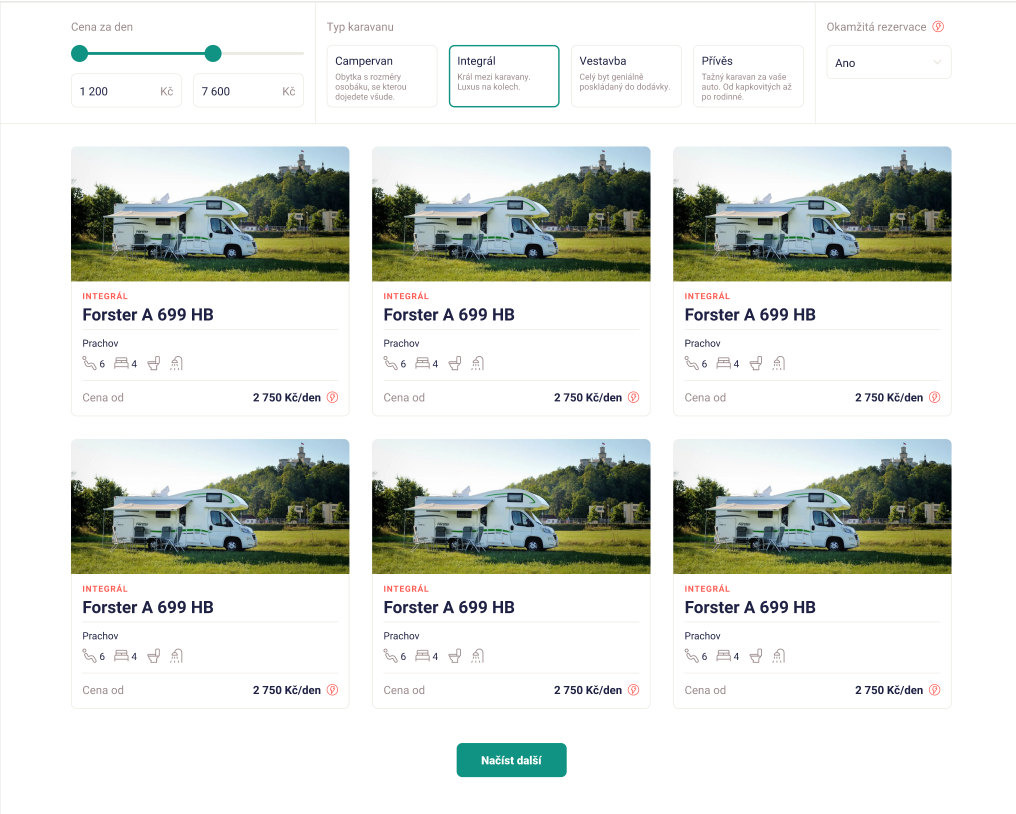 Cena za den
1 200 Kč
7 600 Kč
Typ karavanu
Campervan
Obytka s rozměry
osobáku, se kterou
dojedete všude.
Integrál
Král mezi karavany.
Luxus na kolech.
Vestavba
Celý byt geniálně
poskládaný do dodávky.
Přívěs
Tažný karavan za vaše
auto. Od kapkovitých až
po rodinné.
Okamžitá rezervace
Ano
INTEGRÁL
Forster A 699 HB
Prachov
6 4
Cena od 2 750 Kč/den
INTEGRÁL
Forster A 699 HB
Prachov
6 4
Cena od 2 750 Kč/den
INTEGRÁL
Forster A 699 HB
Prachov
6 4
Cena od 2 750 Kč/den
INTEGRÁL
Forster A 699 HB
Prachov
6 4
Cena od 2 750 Kč/den
INTEGRÁL
Forster A 699 HB
Prachov
6 4
Cena od 2 750 Kč/den
INTEGRÁL
Forster A 699 HB
Prachov
6 4
Cena od 2 750 Kč/den
Načíst další